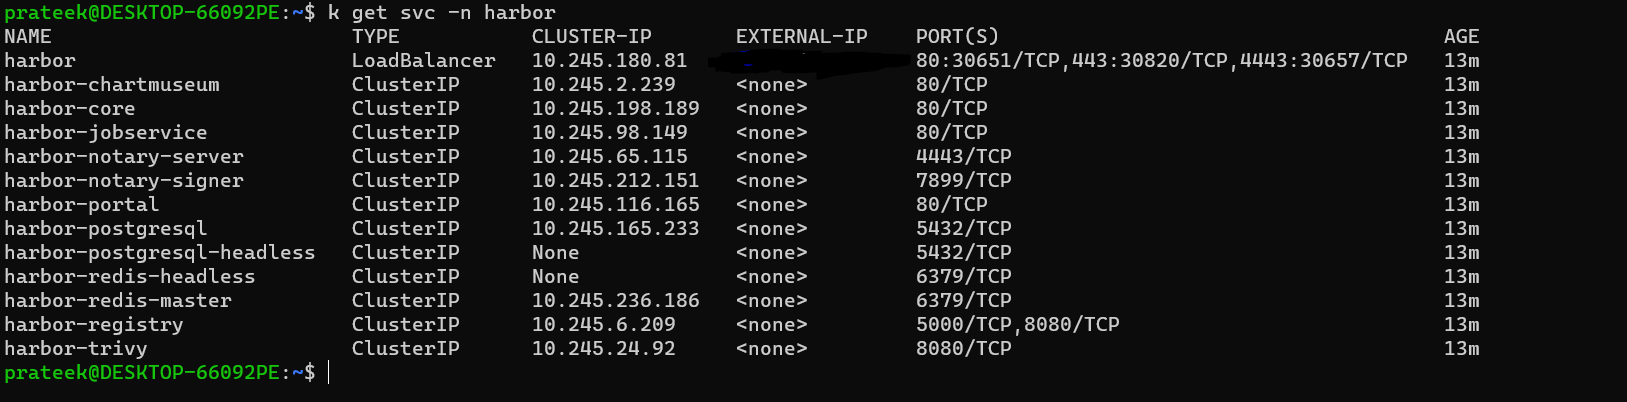 prateek@DESKTOP-66092PE:~$ k get svc -n harbor
NAME TYPE CLUSTER-IP EXTERNAL-IP PORT(S) AGE
harbor LoadBalancer 10.245.180.81 80:30651/TCP,443:30820/TCP,4443:30657/TCP 13m
harbor-chartmuseum ClusterIP 10.245.2.239 <none> 80/TCP 13m
harbor-core ClusterIP 10.245.198.189 <none> 80/TCP 13m
harbor-jobservice ClusterIP 10.245.98.149 <none> 80/TCP 13m
harbor-notary-server ClusterIP 10.245.65.115 <none> 4443/TCP 13m
harbor-notary-signer ClusterIP 10.245.212.151 <none> 7899/TCP 13m
harbor-portal ClusterIP 10.245.116.165 <none> 80/TCP 13m
harbor-postgresql ClusterIP 10.245.165.233 <none> 5432/TCP 13m
harbor-postgresql-headless ClusterIP None <none> 5432/TCP 13m
harbor-redis-headless ClusterIP None <none> 6379/TCP 13m
harbor-redis-master ClusterIP 10.245.236.186 <none> 6379/TCP 13m
harbor-registry ClusterIP 10.245.6.209 <none> 5000/TCP,8080/TCP 13m
harbor-trivy ClusterIP 10.245.24.92 <none> 8080/TCP 13m
prateek@DESKTOP-66092PE:~$